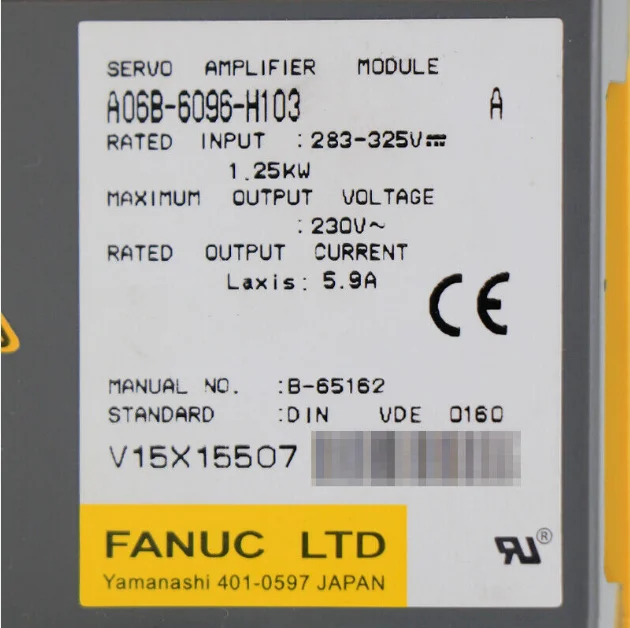 SERVO AMPLIFIER MODULE
A06B-6096-H103 A
RATED INPUT :283-325V⎓
1.25KW
MAXIMUM OUTPUT VOLTAGE
:230V~
RATED OUTPUT CURRENT
Laxis: 5.9A
CE
MANUAL NO. :B-65162
STANDARD :DIN VDE 0160
V15X15507
FANUC LTD
Yamanashi 401-0597 JAPAN
RU®